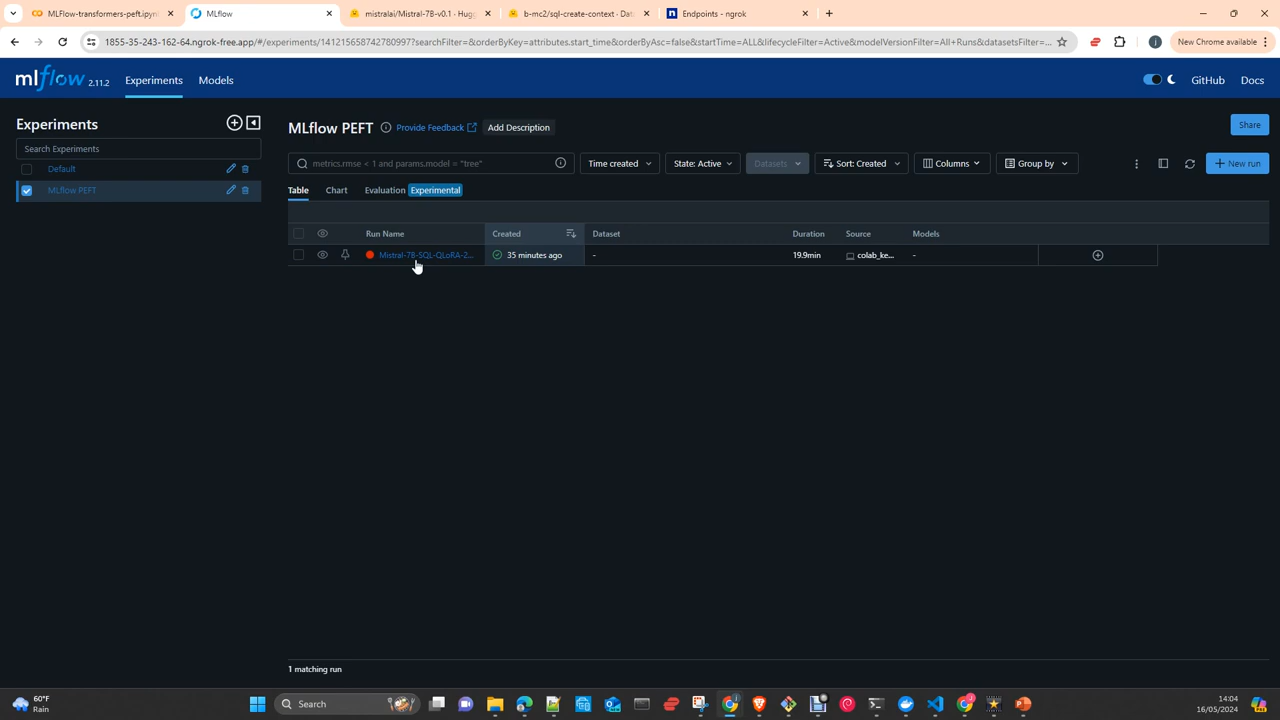 MLFlow-transformers-peft.ipyn
MLflow
mistralai/Mistral-7B-v0.1 - Hugg
b-mc2/sql-create-context - Data
Endpoints - ngrok
1855-35-243-162-64.ngrok-free.app/#/experiments/141215658742780997?searchFilter=&orderByKey=attributes.start_time&orderByAsc=false&startTime=ALL&lifecycleFilter=Active&modelVersionFilter=All+Runs&datasetsFilter=...
New Chrome available
mlflow 2.11.2
Experiments
Models
GitHub
Docs
Experiments
Search Experiments
Default
MLflow PEFT
MLflow PEFT
Provide Feedback
Add Description
Share
metrics.rmse < 1 and params.model = "tree"
Time created
State: Active
Datasets
Sort: Created
Columns
Group by
New run
Table
Chart
Evaluation
Experimental
Run Name
Created
Dataset
Duration
Source
Models
Mistral-7B-SQL-QLoRA-2...
35 minutes ago
-
19.9min
colab_ke...
-
1 matching run
60°F
Rain
Search
14:04
16/05/2024